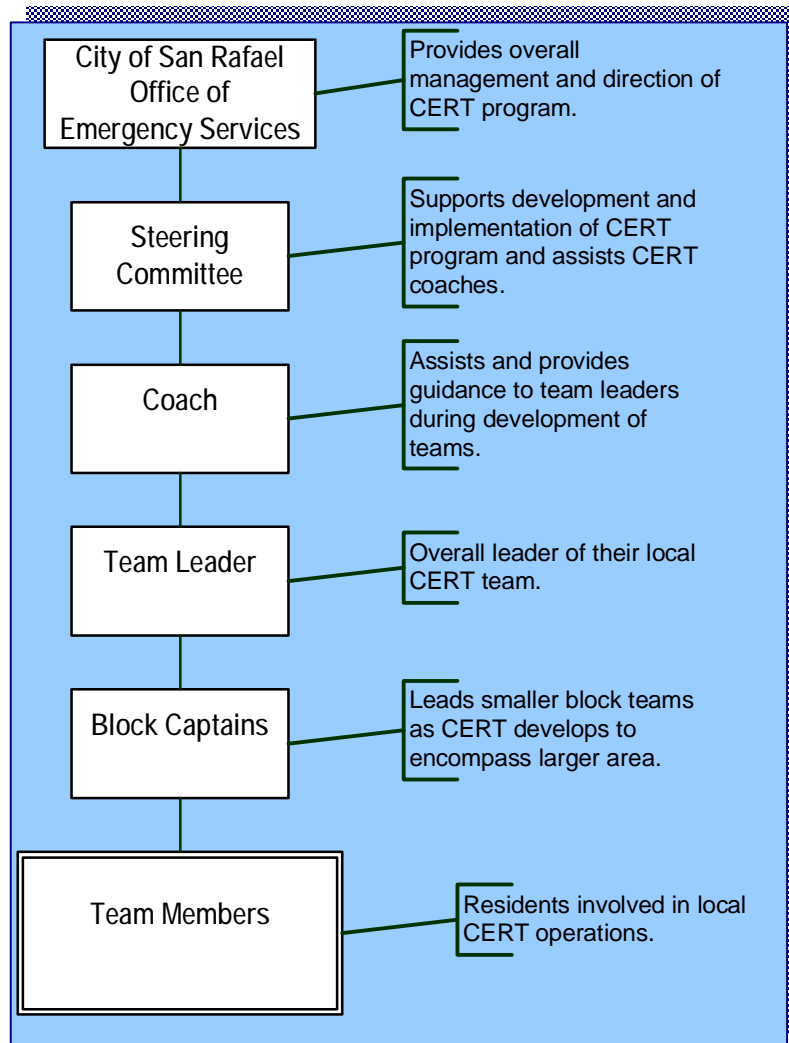 City of San Rafael
Office of
Emergency Services
Provides overall
management and direction of
CERT program.
Steering
Committee
Supports development and
implementation of CERT
program and assists CERT
coaches.
Coach
Assists and provides
guidance to team leaders
during development of
teams.
Team Leader
Overall leader of their local
CERT team.
Block Captains
Leads smaller block teams
as CERT develops to
encompass larger area.
Team Members
Residents involved in local
CERT operations.